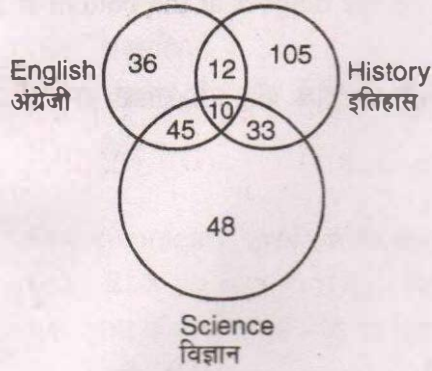 36
12
105
English
अंग्रेजी
History
इतिहास
10
45
33
48
Science
विज्ञान